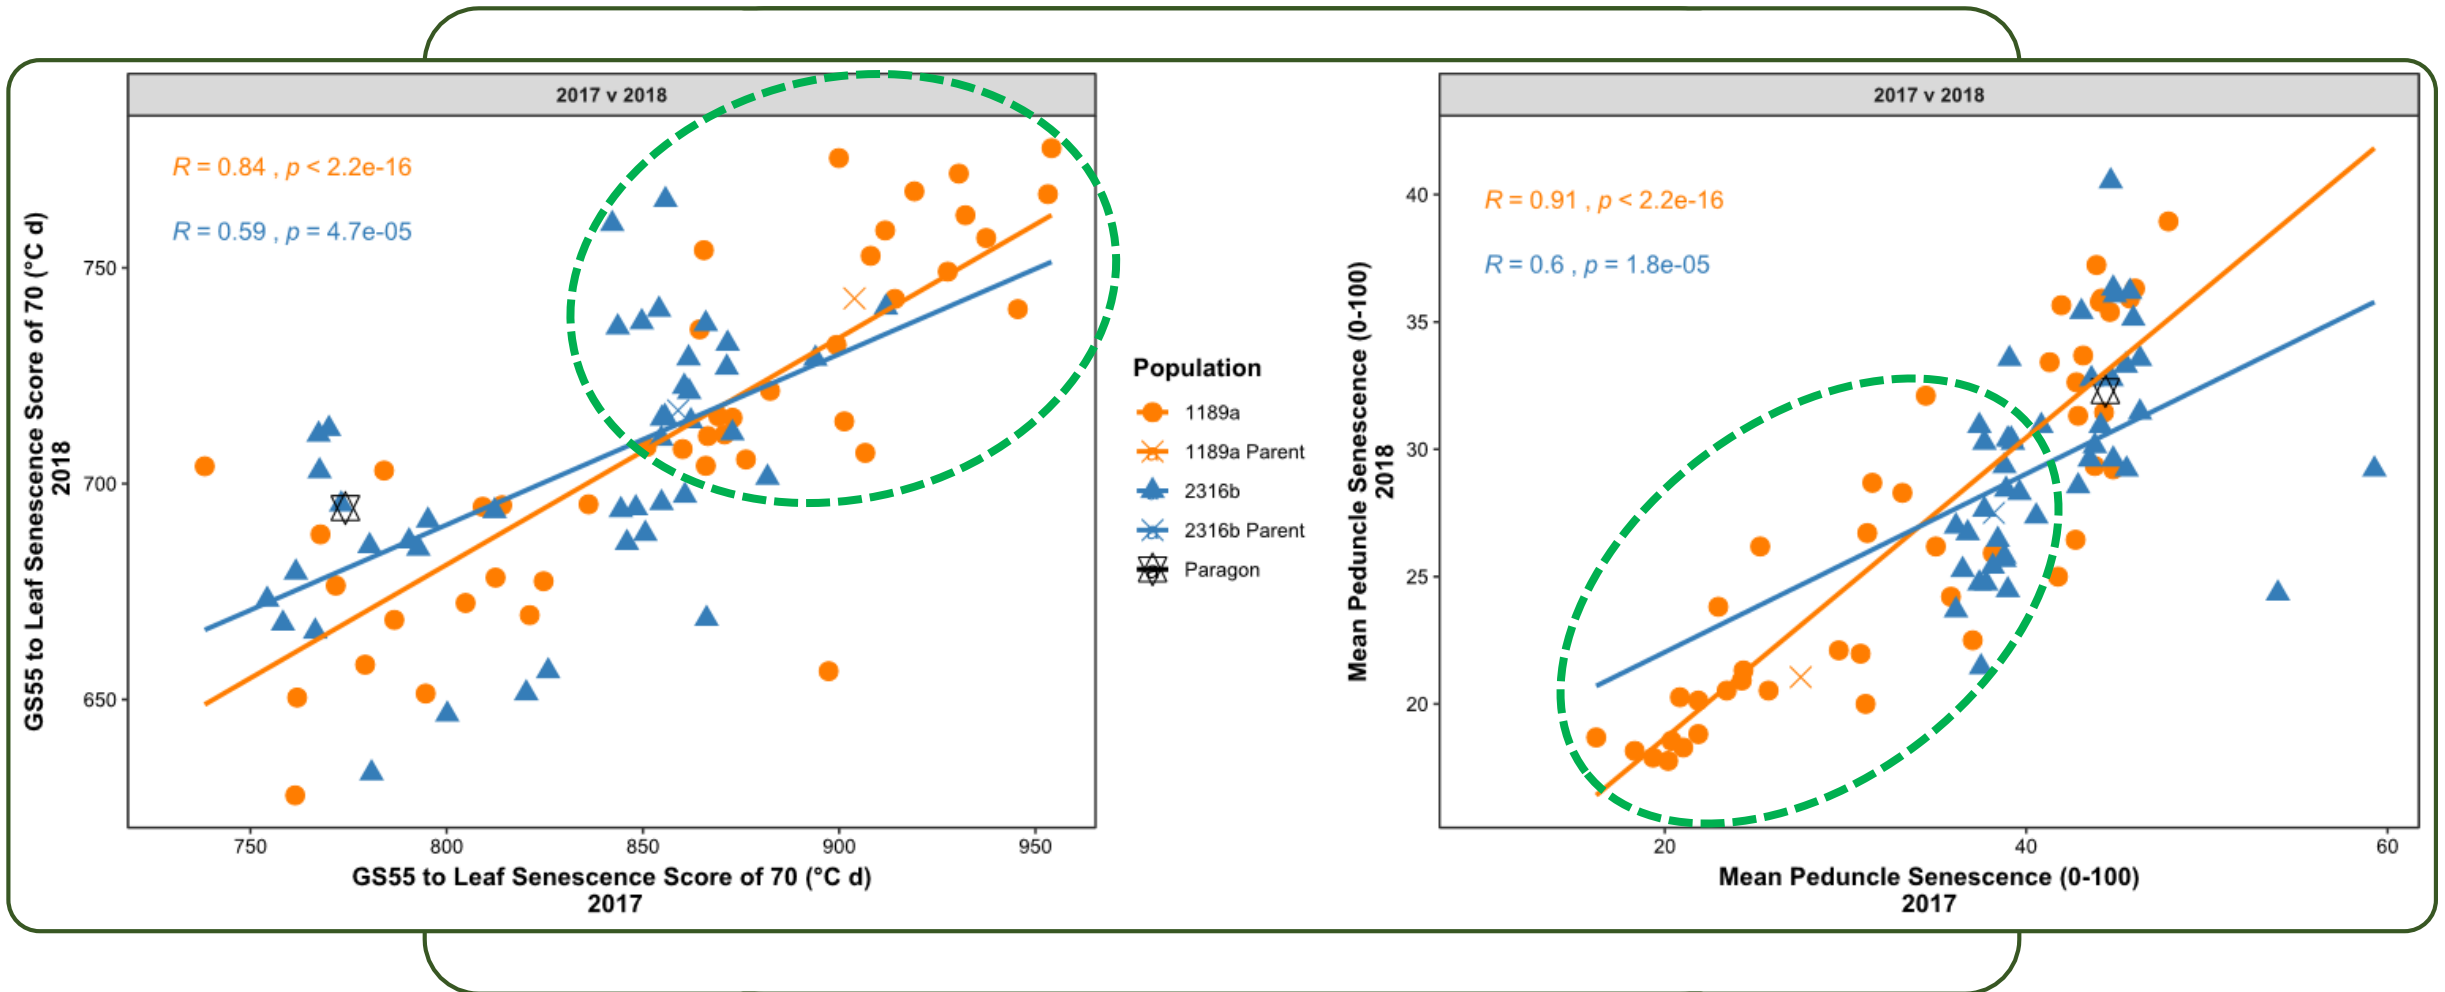 2017 v 2018
R = 0.84 , p < 2.2e-16
R = 0.59 , p = 4.7e-05
GS55 to Leaf Senescence Score of 70 (°C d)
2018
750
700
650
750
800
850
900
950
GS55 to Leaf Senescence Score of 70 (°C d)
2017
Population
1189a
1189a Parent
2316b
2316b Parent
Paragon
2017 v 2018
R = 0.91 , p < 2.2e-16
R = 0.6 , p = 1.8e-05
Mean Peduncle Senescence (0-100)
2018
40
35
30
25
20
20
40
60
Mean Peduncle Senescence (0-100)
2017